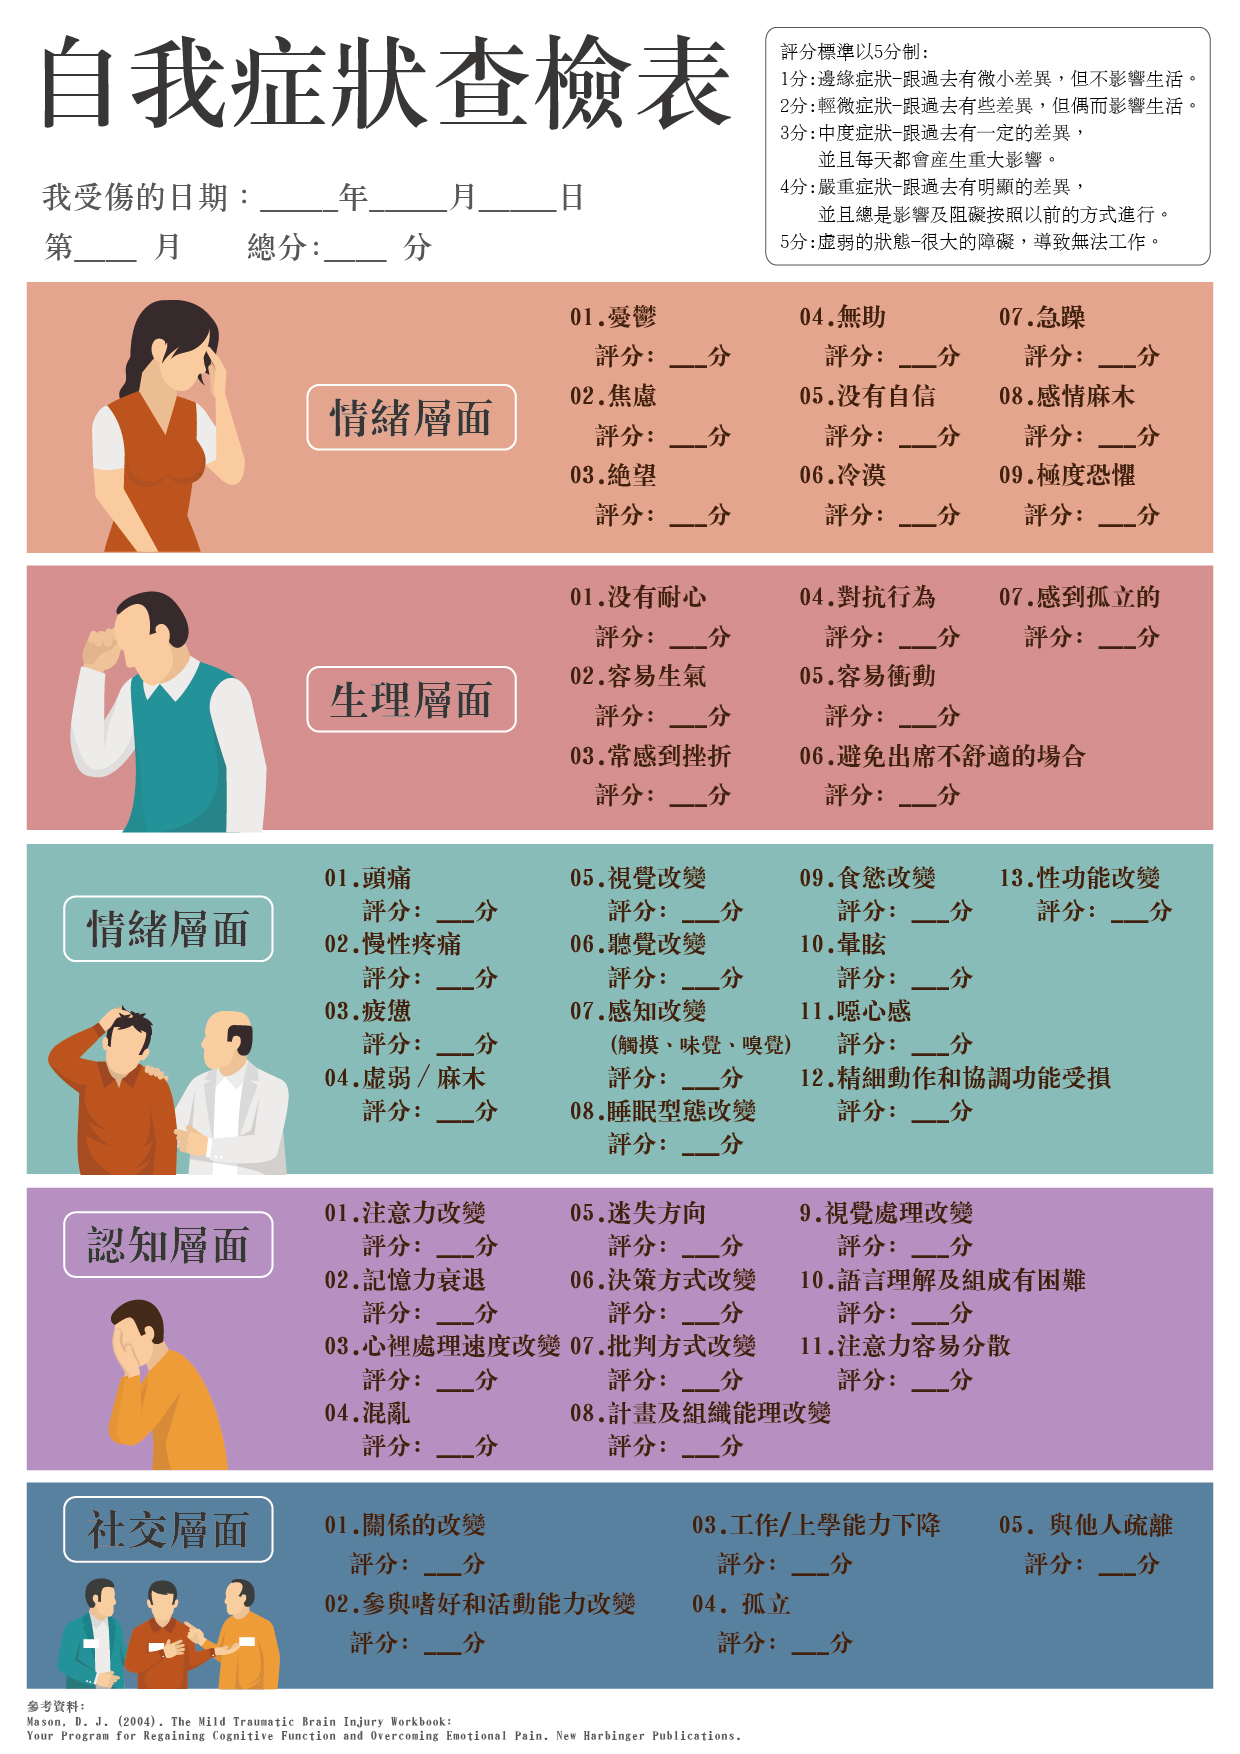 自我症狀查檢表
評分標準以5分制:
1分:邊緣症狀-跟過去有微小差異，但不影響生活。
2分:輕微症狀-跟過去有些差異，但偶而影響生活。
3分:中度症狀-跟過去有一定的差異，
並且每天都會產生重大影響。
4分:嚴重症狀-跟過去有明顯的差異，
並且總是影響及阻礙按照以前的方式進行。
5分:虛弱的狀態-很大的障礙，導致無法工作。
我受傷的日期：_____年_____月_____日
第____ 月 總分:____ 分
情緒層面
01.憂鬱
評分: ___分
02.焦慮
評分: ___分
03.絕望
評分: ___分
04.無助
評分: ___分
05.沒有自信
評分: ___分
06.冷漠
評分: ___分
07.急躁
評分: ___分
08.感情麻木
評分: ___分
09.極度恐懼
評分: ___分
生理層面
01.沒有耐心
評分: ___分
02.容易生氣
評分: ___分
03.常感到挫折
評分: ___分
04.對抗行為
評分: ___分
05.容易衝動
評分: ___分
06.避免出席不舒適的場合
評分: ___分
07.感到孤立的
評分: ___分
情緒層面
01.頭痛
評分: ___分
02.慢性疼痛
評分: ___分
03.疲憊
評分: ___分
04.虛弱／麻木
評分: ___分
05.視覺改變
評分: ___分
06.聽覺改變
評分: ___分
07.感知改變
(觸摸、味覺、嗅覺)
評分: ___分
08.睡眠型態改變
評分: ___分
09.食慾改變
評分: ___分
10.暈眩
評分: ___分
11.噁心感
評分: ___分
12.精細動作和協調功能受損
評分: ___分
13.性功能改變
評分: ___分
認知層面
01.注意力改變
評分: ___分
02.記憶力衰退
評分: ___分
03.心裡處理速度改變
評分: ___分
04.混亂
評分: ___分
05.迷失方向
評分: ___分
06.決策方式改變
評分: ___分
07.批判方式改變
評分: ___分
08.計畫及組織能理改變
評分: ___分
9.視覺處理改變
評分: ___分
10.語言理解及組成有困難
評分: ___分
11.注意力容易分散
評分: ___分
社交層面
01.關係的改變
評分: ___分
02.參與嗜好和活動能力改變
評分: ___分
03.工作/上學能力下降
評分: ___分
04. 孤立
評分: ___分
05. 與他人疏離
評分: ___分
參考資料:
Mason, D. J. (2004). The Mild Traumatic Brain Injury Workbook:
Your Program for Regaining Cognitive Function and Overcoming Emotional Pain. New Harbinger Publications.